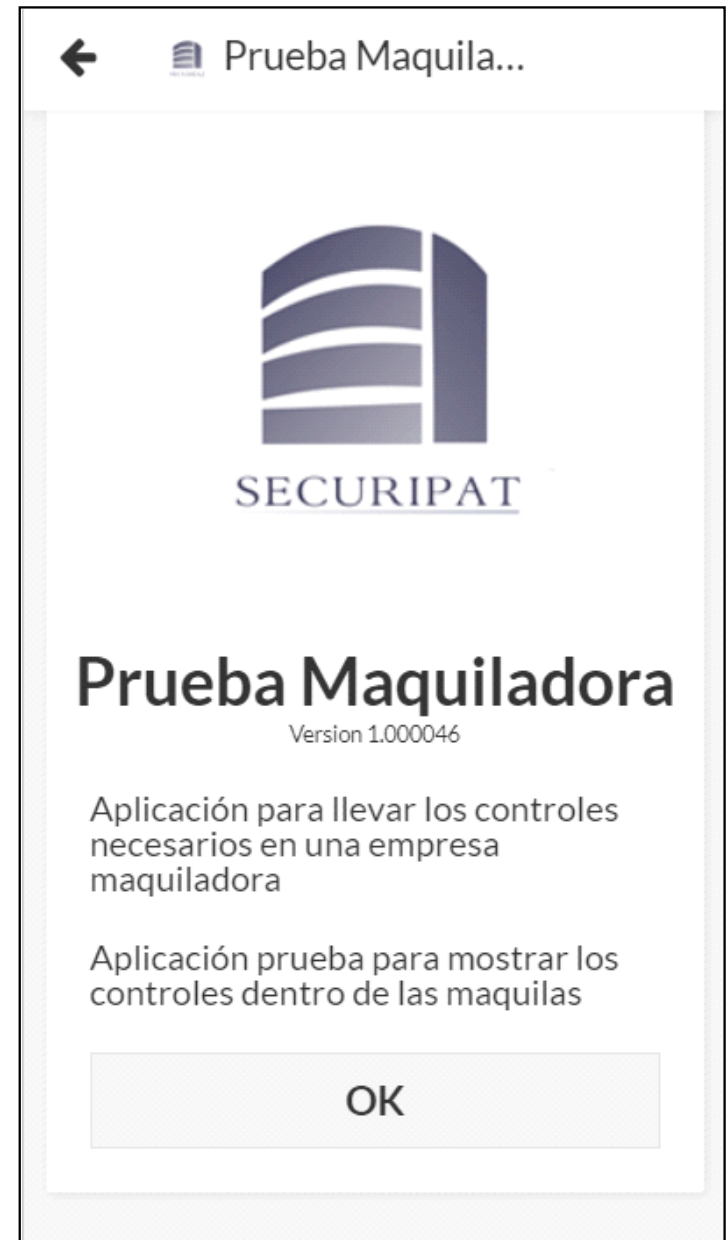 Prueba Maquila...
SECURIPAT
Prueba Maquiladora
Version 1.000046
Aplicación para llevar los controles
necesarios en una empresa
maquiladora
Aplicación prueba para mostrar los
controles dentro de las maquilas
OK